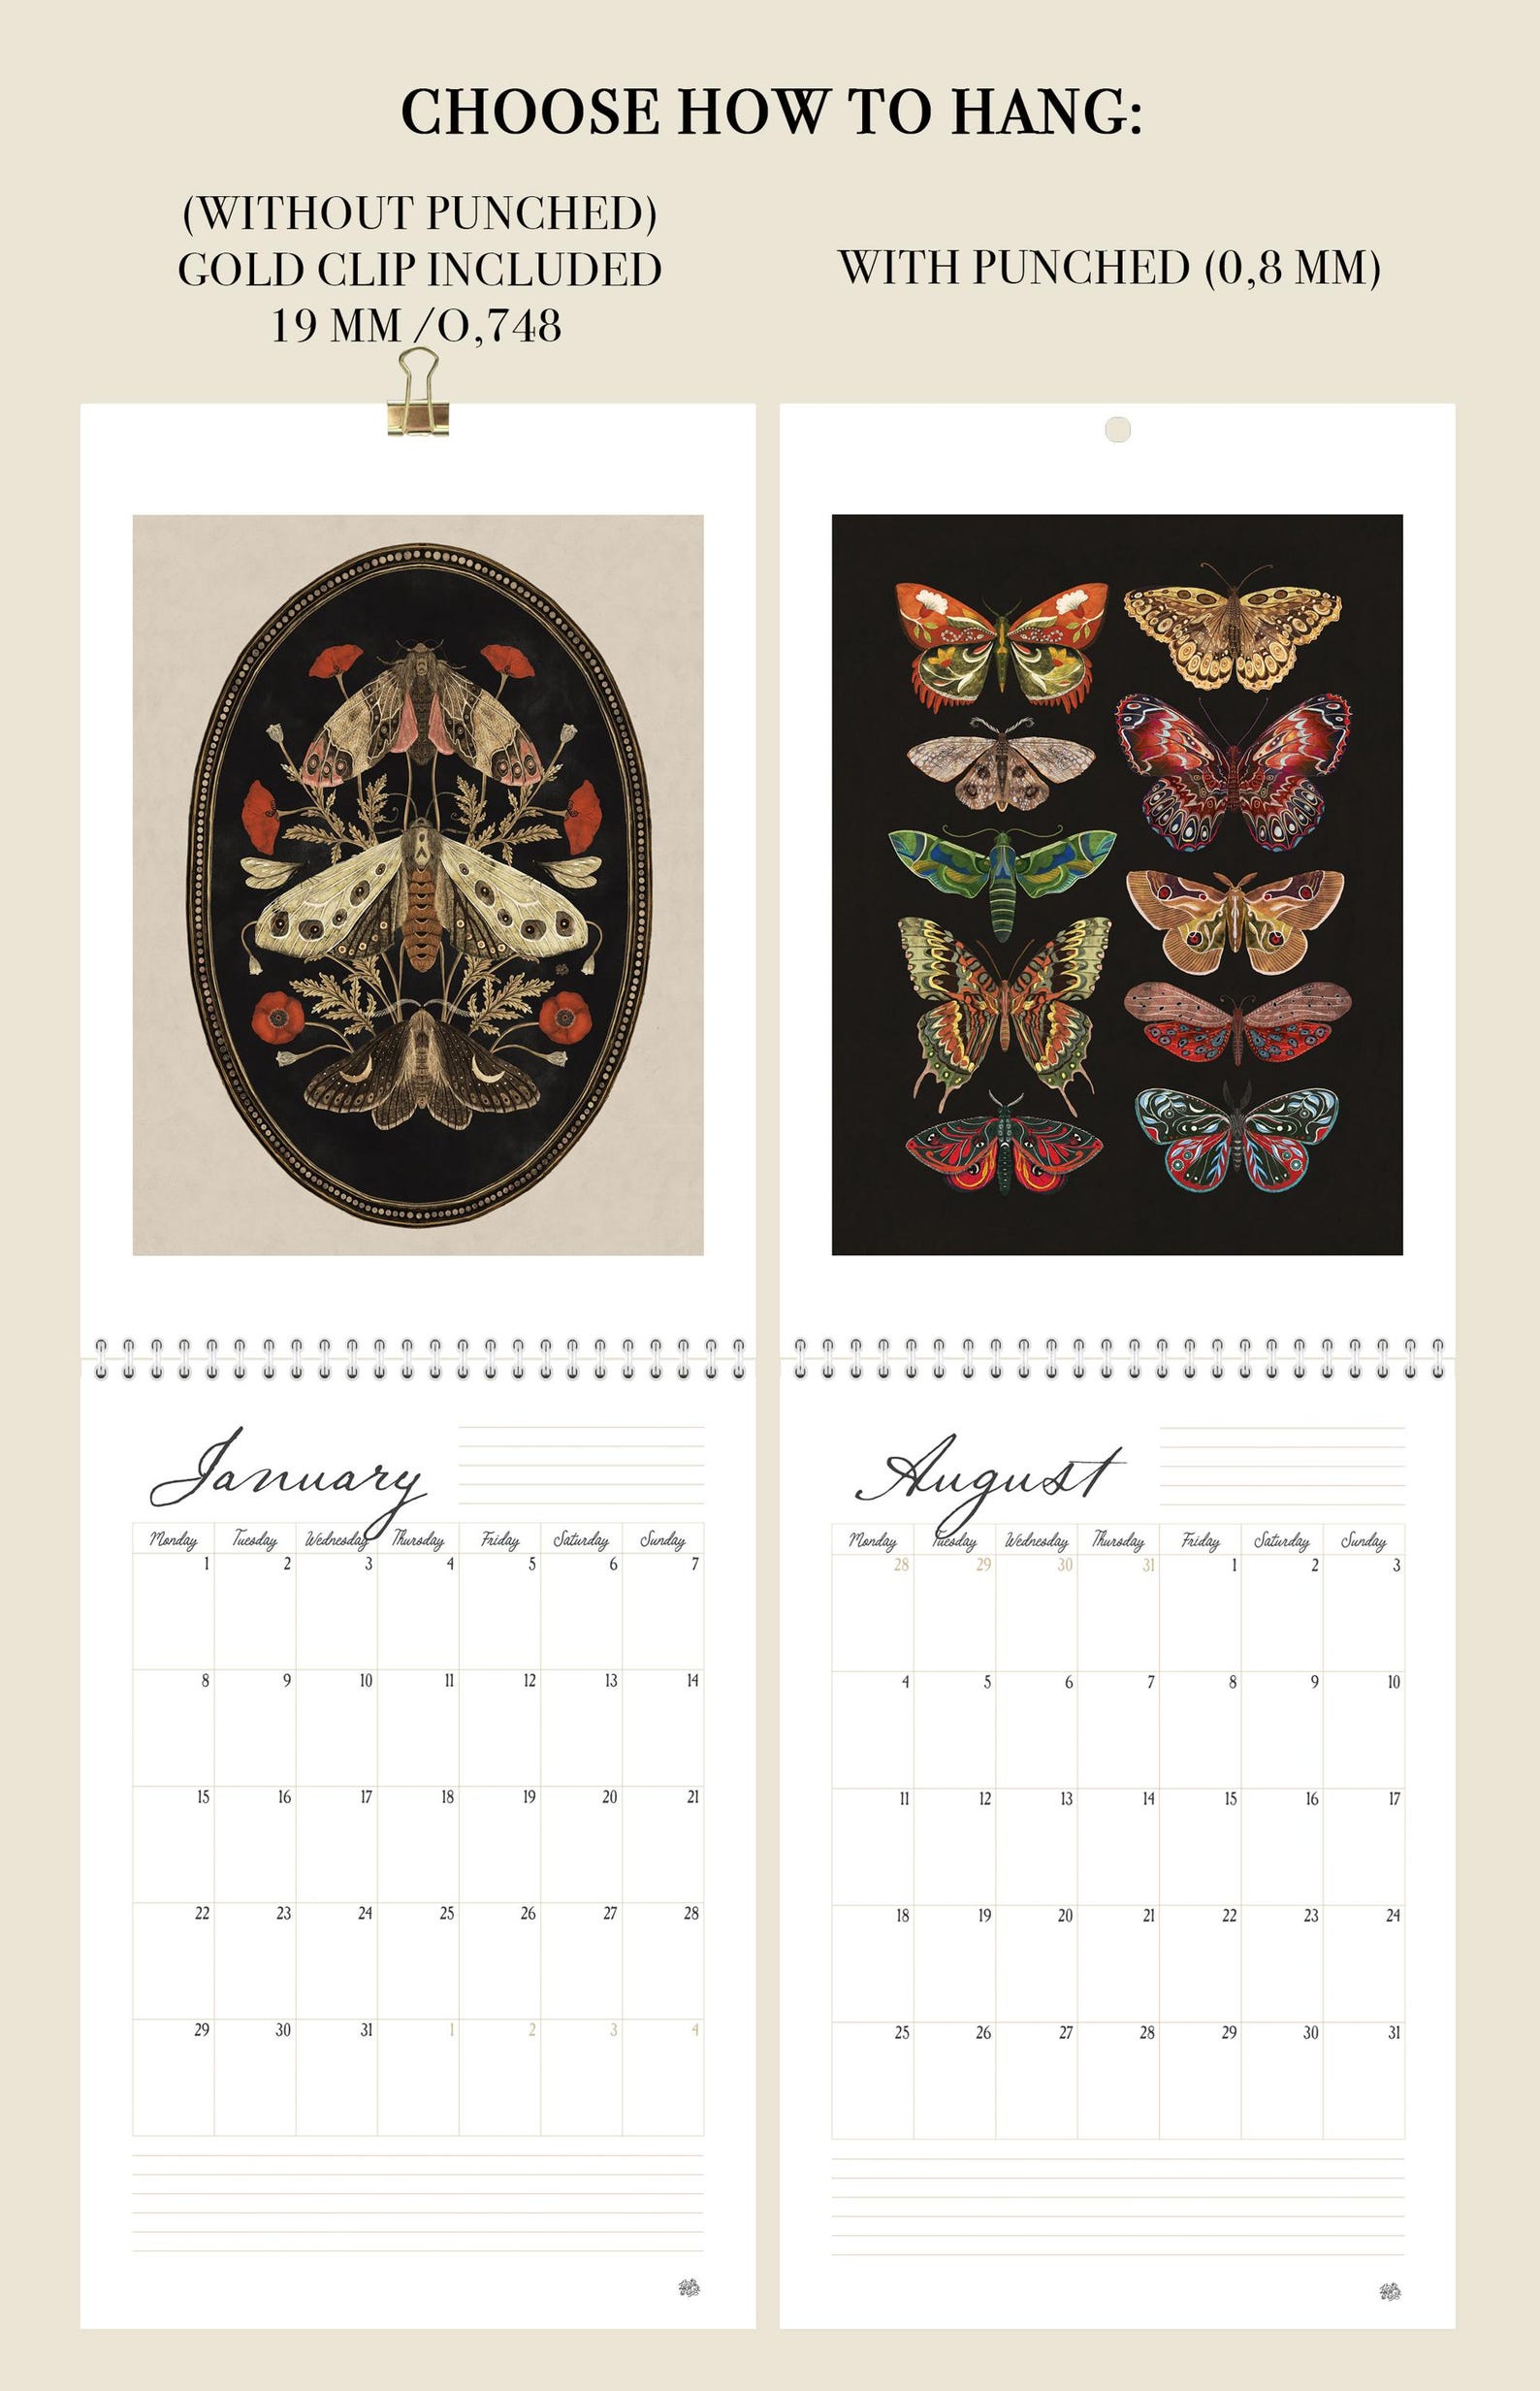 CHOOSE HOW TO HANG:
(WITHOUT PUNCHED)
GOLD CLIP INCLUDED
19 MM /O,748
WITH PUNCHED (0,8 MM)
January
Monday Tuesday Wednesday Thursday Friday Saturday Sunday
1 2 3 4 5 6 7
8 9 10 11 12 13 14
15 16 17 18 19 20 21
22 23 24 25 26 27 28
29 30 31 1 2 3 4
August
Monday Tuesday Wednesday Thursday Friday Saturday Sunday
28 29 30 31 1 2 3
4 5 6 7 8 9 10
11 12 13 14 15 16 17
18 19 20 21 22 23 24
25 26 27 28 29 30 31